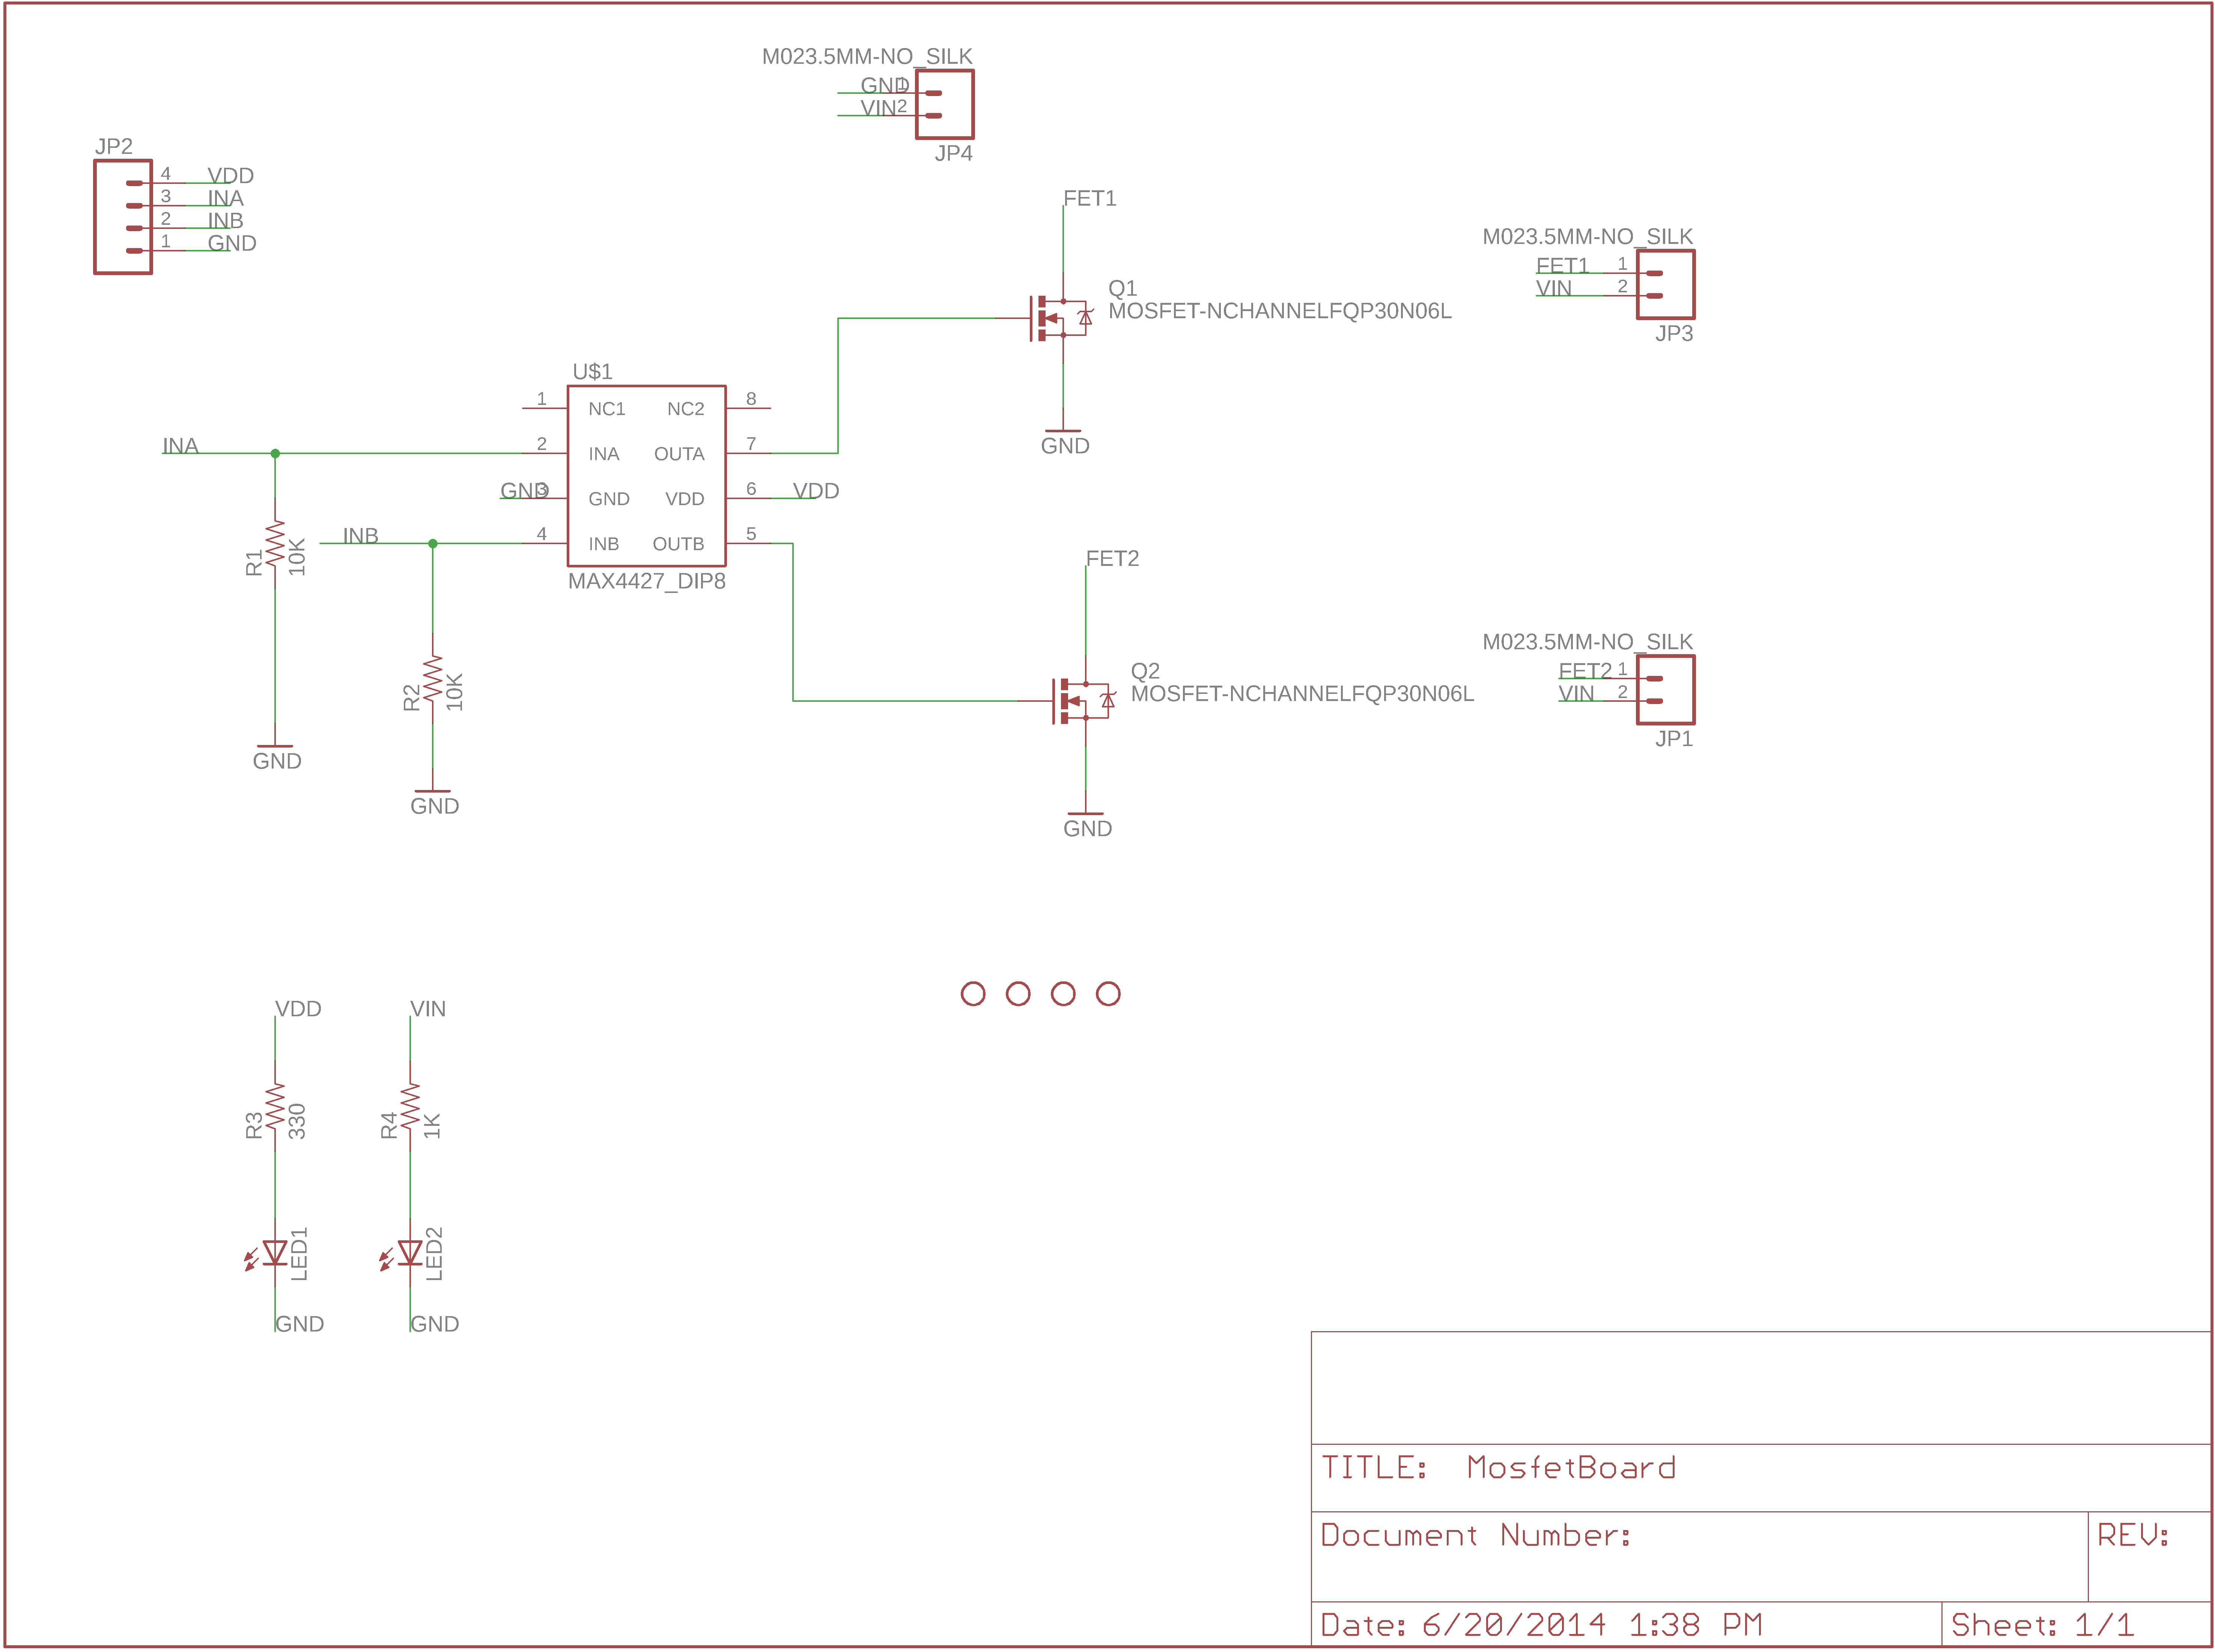 M023.5MM-NO_SILK
GND 1
VIN 2
JP4
JP2
4 VDD
3 INA
2 INB
1 GND
FET1
Q1
MOSFET-NCHANNELFQP30N06L
GND
M023.5MM-NO_SILK
FET1 1
VIN 2
JP3
U$1
1 NC1 NC2 8
INA 2 INA OUTA 7
GND 3 GND VDD 6 VDD
INB 4 INB OUTB 5
MAX4427_DIP8
R1 10K
GND
R2 10K
GND
FET2
Q2
MOSFET-NCHANNELFQP30N06L
GND
M023.5MM-NO_SILK
FET2 1
VIN 2
JP1
VDD VIN
R3 330 R4 1K
LED1 LED2
GND GND
TITLE: MosfetBoard
Document Number: REV:
Date: 6/20/2014 1:38 PM Sheet: 1/1